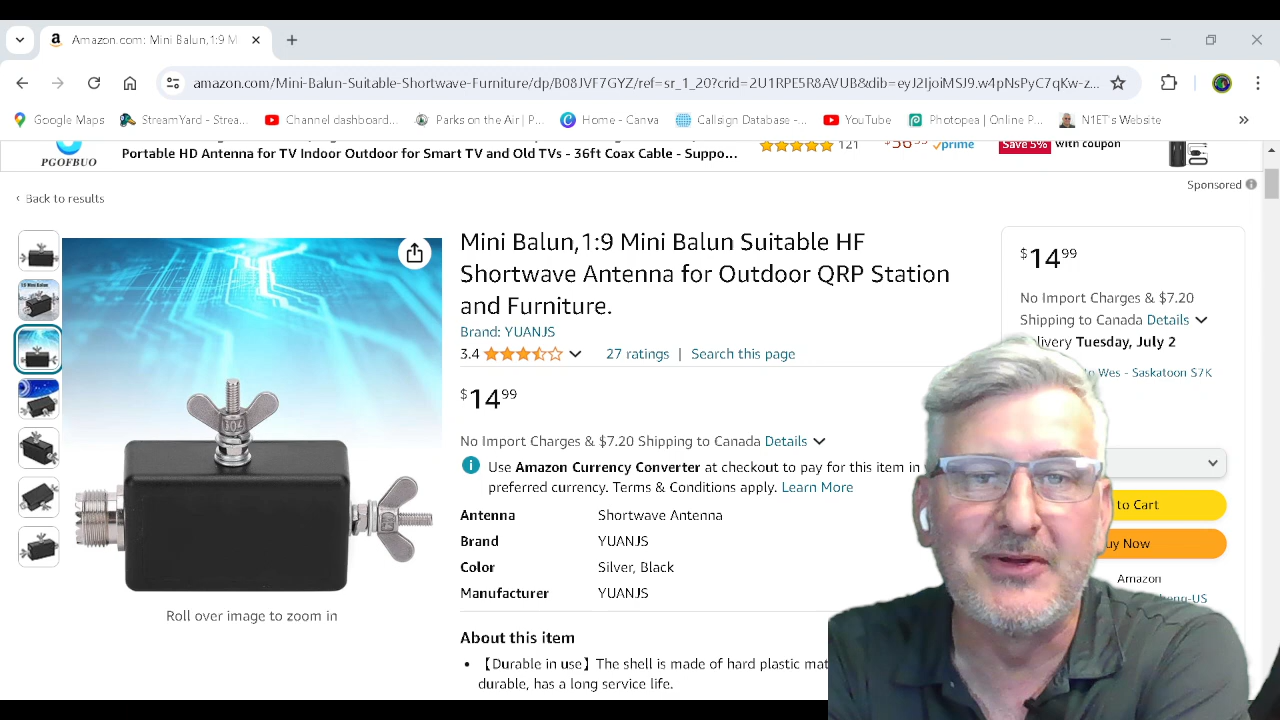 Amazon.com: Mini Balun,1:9 M
amazon.com/Mini-Balun-Suitable-Shortwave-Furniture/dp/B08JVF7GYZ/ref=sr_1_20?crid=2U1RPE5R8AVUB&dib=eyJ2IjoiMSJ9.w4pNsPyC7qKw-z...
Google Maps
StreamYard - Strea...
Channel dashboard...
Parks on the Air | P...
Home - Canva
Callsign Database - ...
YouTube
Photopea | Online P...
N1ET's Website
PGOFBUO
Portable HD Antenna for TV Indoor Outdoor for Smart TV and Old TVs - 36ft Coax Cable - Suppo...
121
prime
Save 5% with coupon
Sponsored
‹ Back to results
Mini Balun,1:9 Mini Balun Suitable HF
Shortwave Antenna for Outdoor QRP Station
and Furniture.
Brand: YUANJS
3.4
27 ratings | Search this page
$14 99
No Import Charges & $7.20 Shipping to Canada Details
Use Amazon Currency Converter at checkout to pay for this item in
preferred currency. Terms & Conditions apply. Learn More
Antenna Shortwave Antenna
Brand YUANJS
Color Silver, Black
Manufacturer YUANJS
About this item
• 【Durable in use】The shell is made of hard plastic
durable, has a long service life.
304
Roll over image to zoom in
$14 99
No Import Charges & $7.20
Shipping to Canada Details
Tuesday, July 2
Wes - Saskatoon S7K
to Cart
Now
Amazon